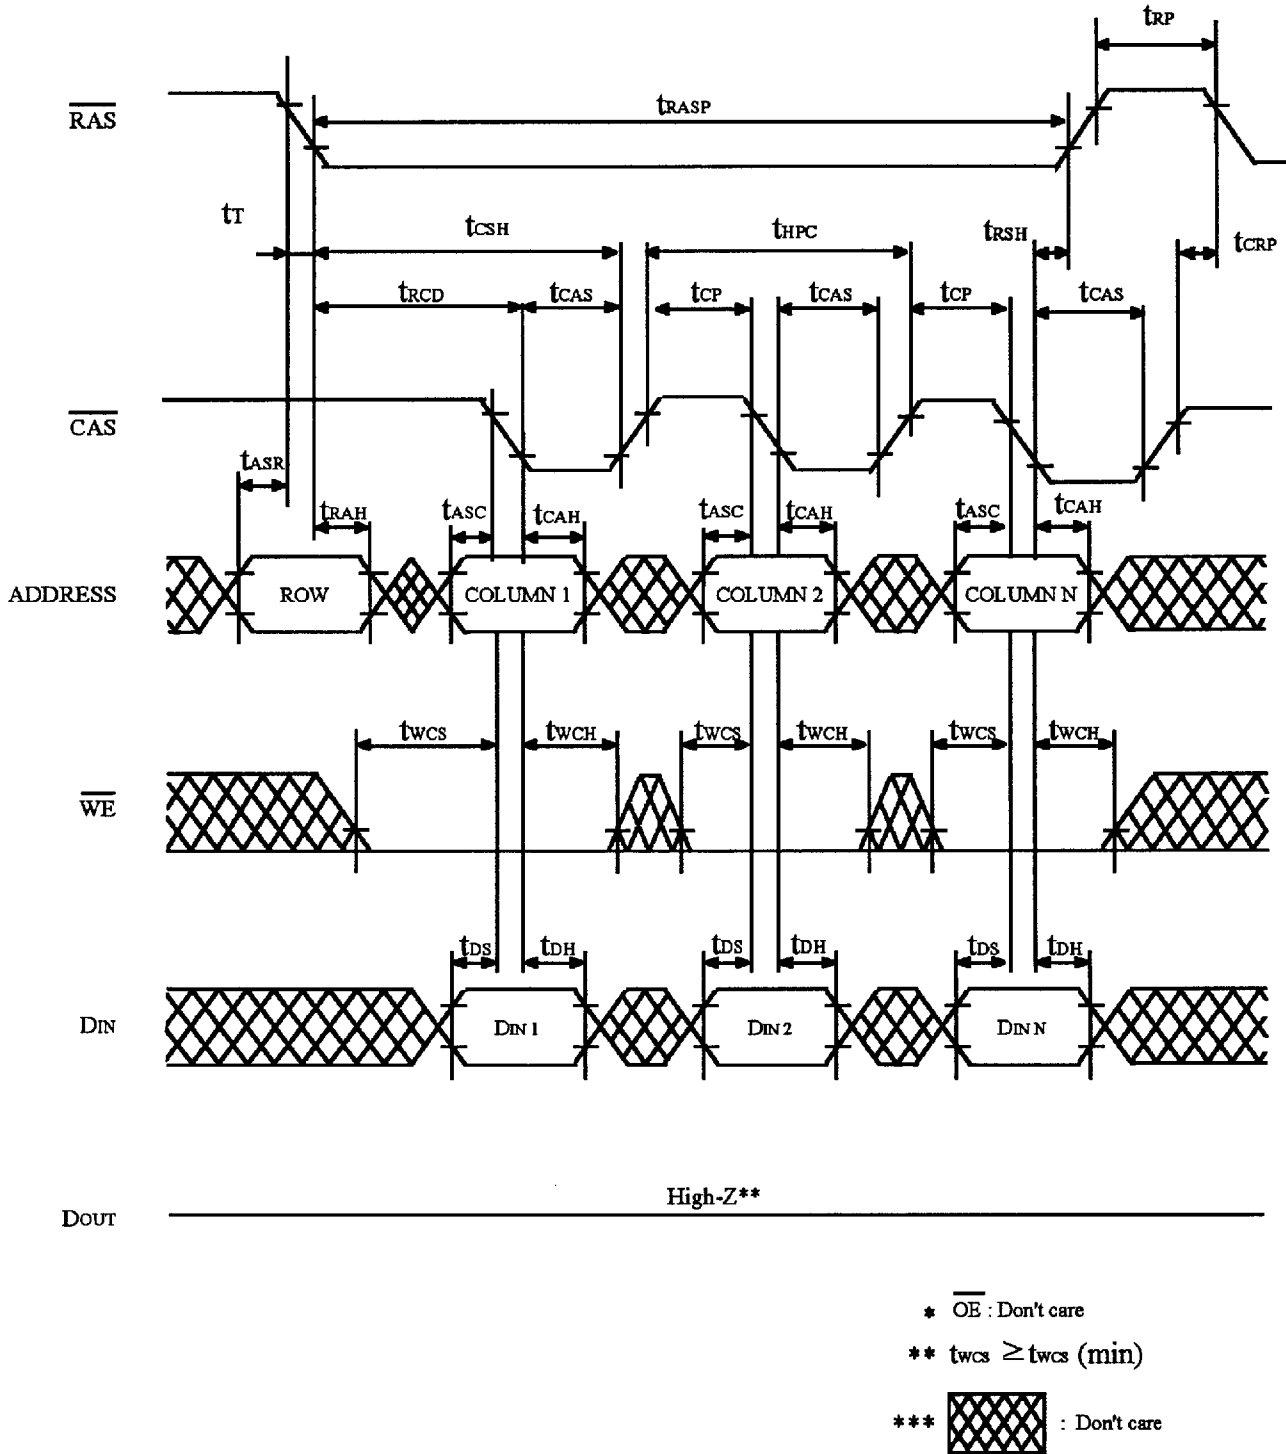 tRP
RAS
tRASP
tT
tCSH
tHPC
tRSH
tCRP
tRCD
tCAS
tCP
tCAS
tCP
tCAS
CAS
tASR
tRAH
tASC
tCAH
tASC
tCAH
tASC
tCAH
ADDRESS
ROW
COLUMN 1
COLUMN 2
COLUMN N
tWCS
tWCH
tWCS
tWCH
tWCS
tWCH
WE
tDS
tDH
tDS
tDH
tDS
tDH
DIN
DIN 1
DIN 2
DIN N
High-Z**
DOUT
* OE : Don't care
** tWCS ≥ tWCS (min)
*** : Don't care